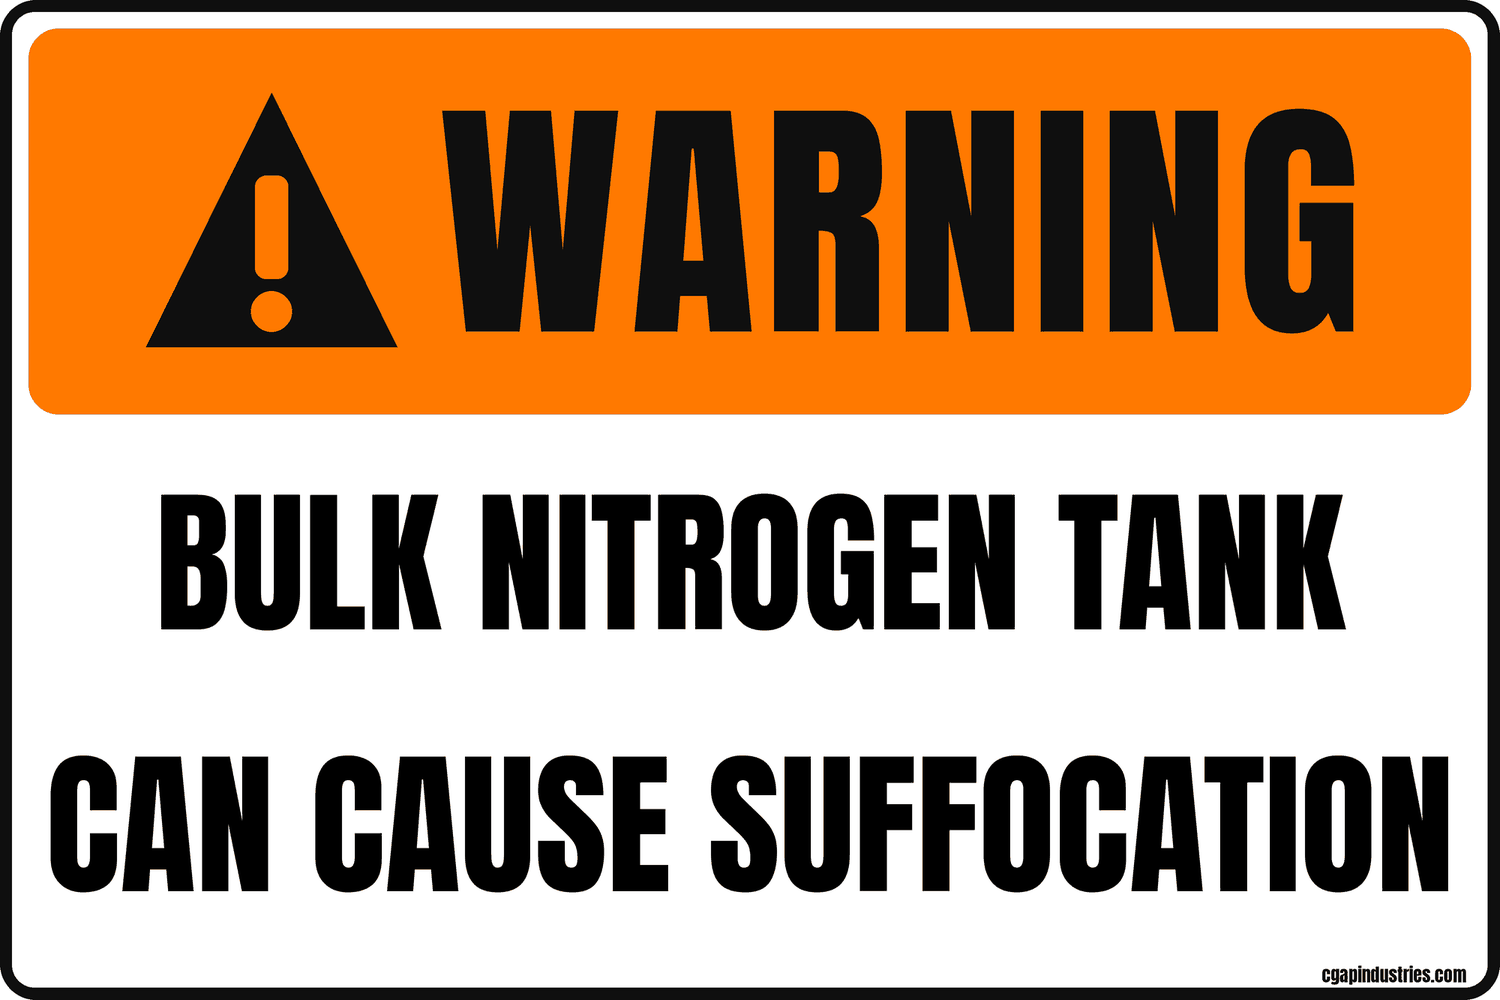 WARNING
BULK NITROGEN TANK
CAN CAUSE SUFFOCATION
cgapindustries.com